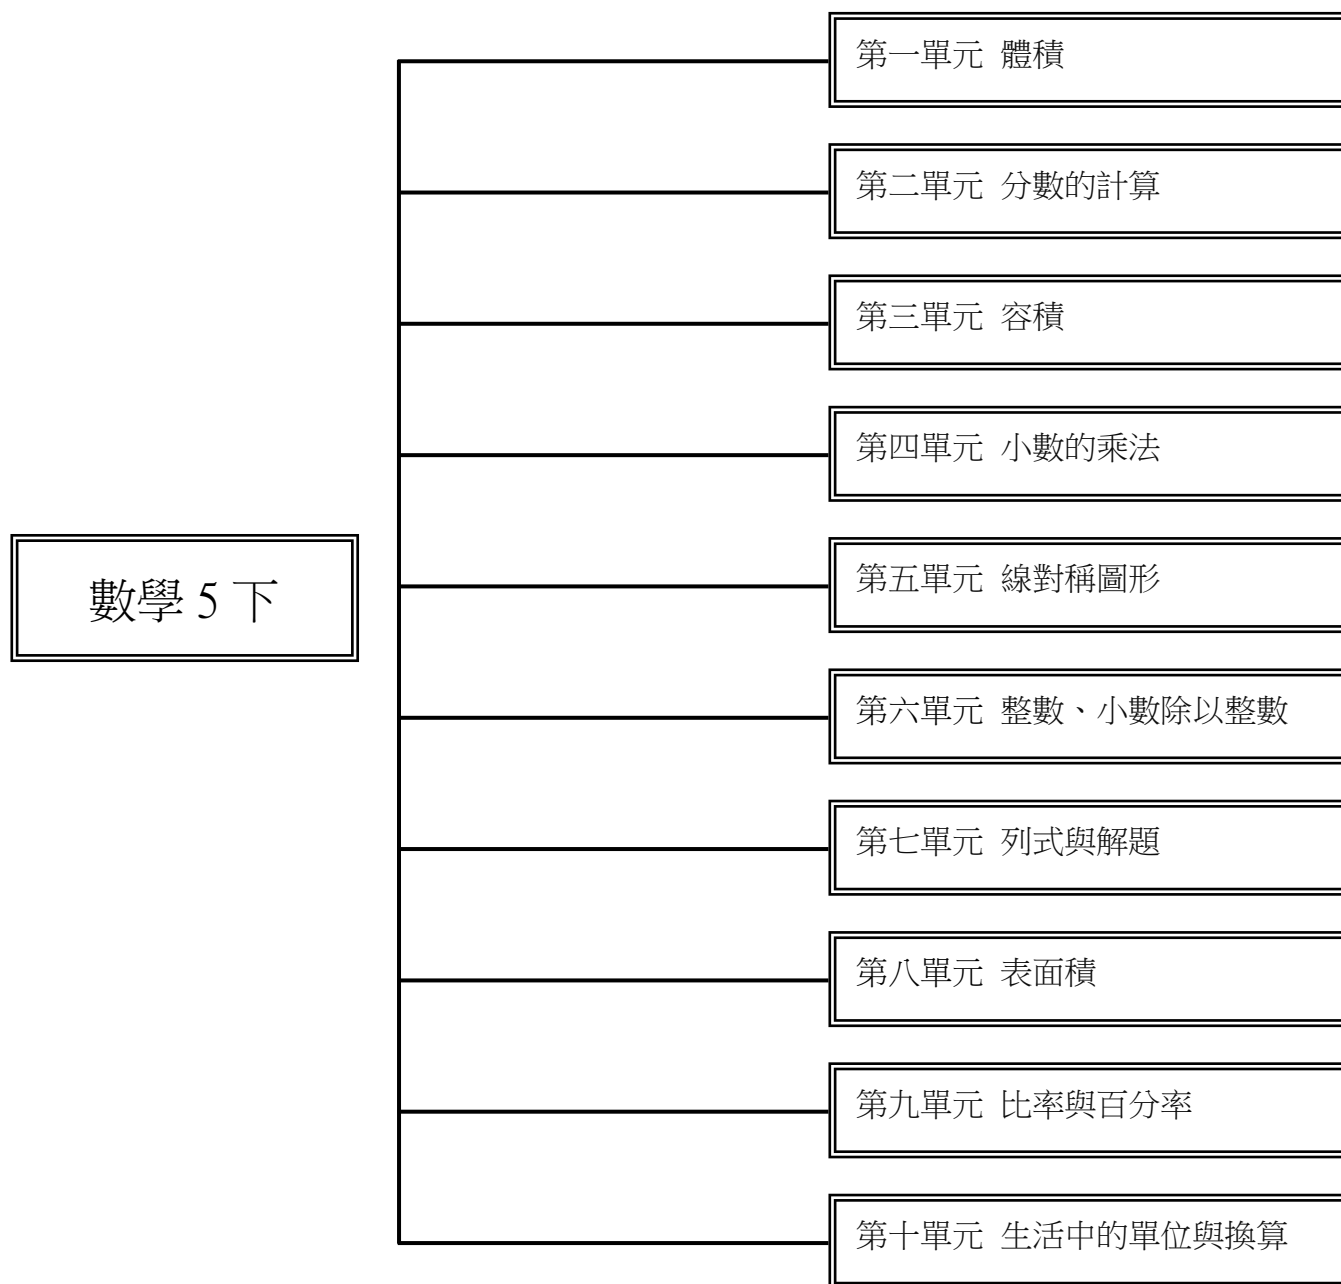 第一單元 體積
第二單元 分數的計算
第三單元 容積
第四單元 小數的乘法
數學 5 下
第五單元 線對稱圖形
第六單元 整數、小數除以整數
第七單元 列式與解題
第八單元 表面積
第九單元 比率與百分率
第十單元 生活中的單位與換算